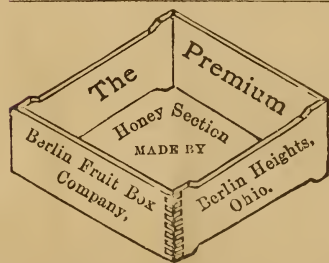 The Premium
Honey Section
MADE BY
Berlin Fruit Box
Company,
Berlin Heights,
Ohio.